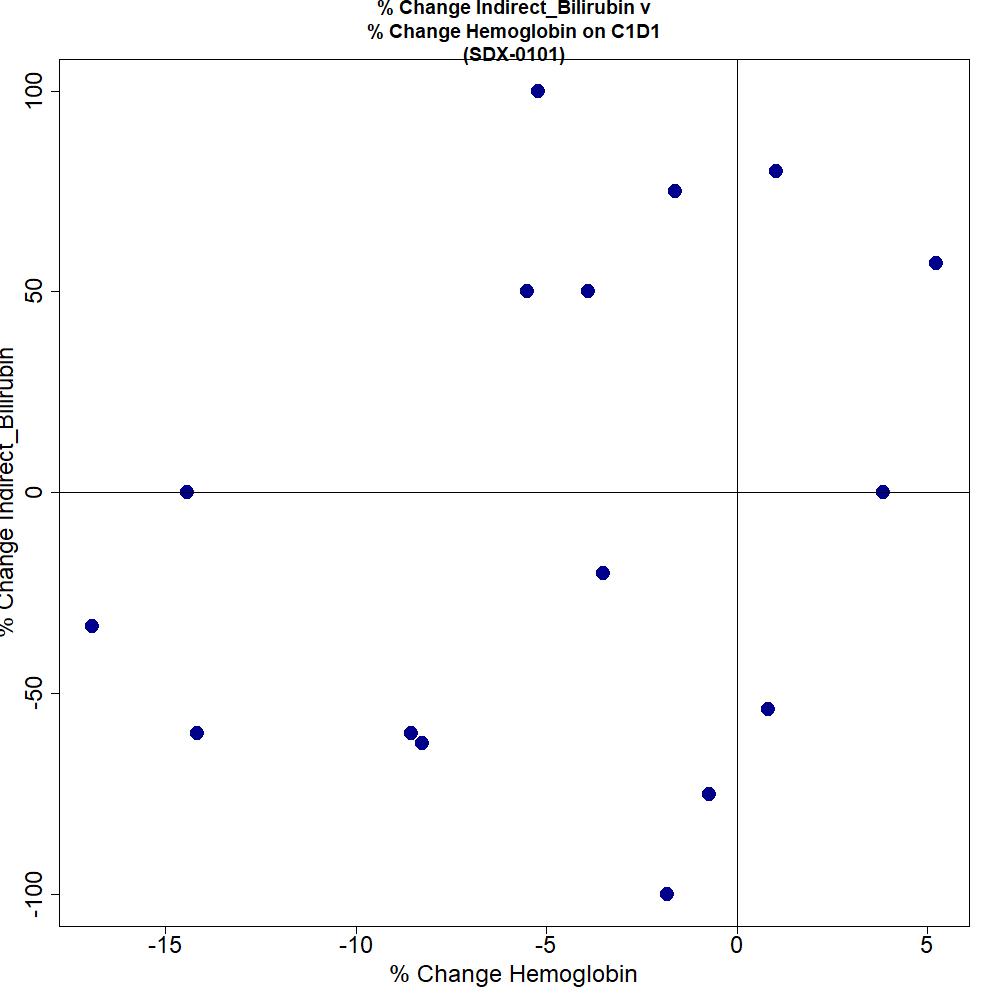 % Change Indirect_Bilirubin v
% Change Hemoglobin on C1D1
(SDX-0101)
100
50
0
-50
-100
% Change Indirect_Bilirubin
-15
-10
-5
0
5
% Change Hemoglobin